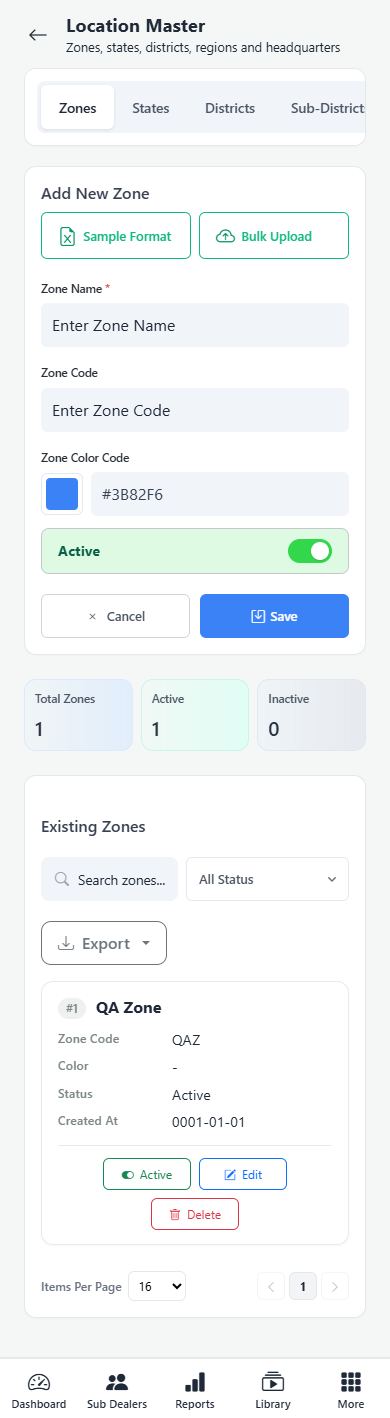 Location Master
Zones, states, districts, regions and headquarters
Zones States Districts Sub-District
Add New Zone
Sample Format Bulk Upload
Zone Name *
Enter Zone Name
Zone Code
Enter Zone Code
Zone Color Code
#3B82F6
Active
× Cancel Save
Total Zones Active Inactive
1 1 0
Existing Zones
Search zones... All Status
Export
#1 QA Zone
Zone Code QAZ
Color -
Status Active
Created At 0001-01-01
Active Edit
Delete
Items Per Page 16 1
Dashboard Sub Dealers Reports Library More